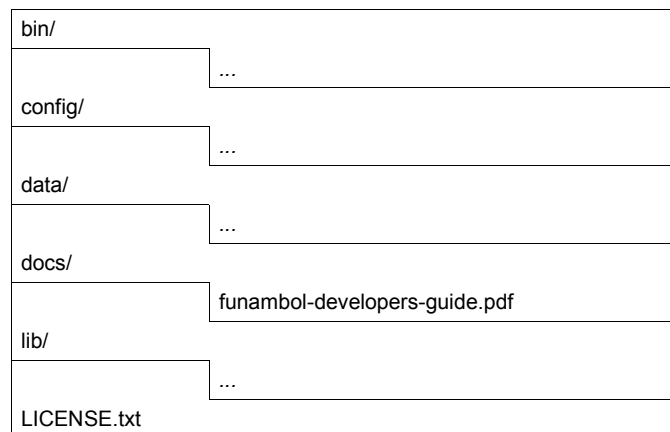 bin/
...
config/
...
data/
...
docs/
funambol-developers-guide.pdf
lib/
...
LICENSE.txt